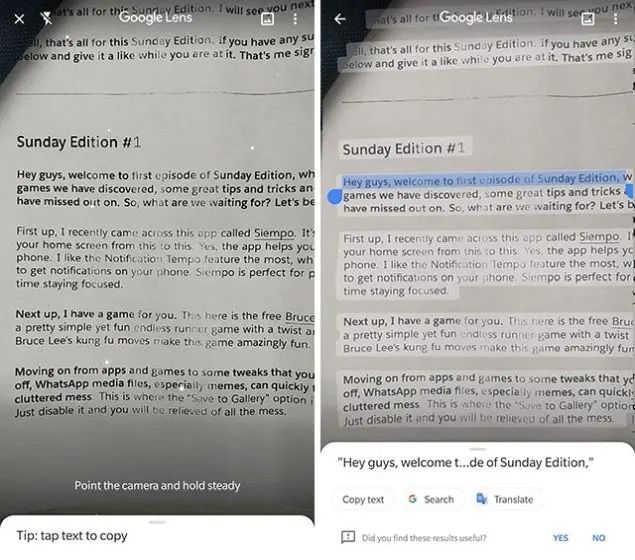 Google Lens
nat's all for this Sunday Edition. I will see you next
ell, that's all for this Sunday Edition. If you have any su
below and give it a like while you are at it. That's me sign
Sunday Edition #1
Hey guys, welcome to first episode of Sunday Edition, wh
games we have discovered, some great tips and tricks an
have missed out on. So, what are we waiting for? Let's be
First up, I recently came across this app called Siempo. It's
your home screen from this to this. Yes, the app helps you
phone. I like the Notification Tempo feature the most, wh
to get notifications on your phone. Siempo is perfect for p
time staying focused.
Next up, I have a game for you. This here is the free Bruce
a pretty simple yet fun endless runner game with a twist an
Bruce Lee's kung fu moves make this game amazingly fun.
Moving on from apps and games to some tweaks that you
off, WhatsApp media files, especially memes, can quickly t
cluttered mess. This is where the "Save to Gallery" option i
Just disable it and you will be relieved of all the mess.
Point the camera and hold steady
Tip: tap text to copy
Google Lens
nat's all for this Sunday Edition. I will see you nex
ell, that's all for this Sunday Edition. If you have any su
below and give it a like while you are at it. That's me sig
Sunday Edition #1
Hey guys, welcome to first episode of Sunday Edition, w
games we have discovered, some great tips and tricks a
have missed out on. So, what are we waiting for? Let's b
First up, I recently came across this app called Siempo. I
your home screen from this to this. Yes, the app helps yo
phone. I like the Notification Tempo feature the most, w
to get notifications on your phone. Siempo is perfect for
time staying focused.
Next up, I have a game for you. This here is the free Bru
a pretty simple yet fun endless runner game with a twist
Bruce Lee's kung fu moves make this game amazingly fun
Moving on from apps and games to some tweaks that yo
off, WhatsApp media files, especially memes, can quickl
cluttered mess. This is where the "Save to Gallery" option
Just disable it and you will be relieved of all the mess.
"Hey guys, welcome t...de of Sunday Edition,"
Copy text
Search
Translate
Did you find these results useful?
YES
NO